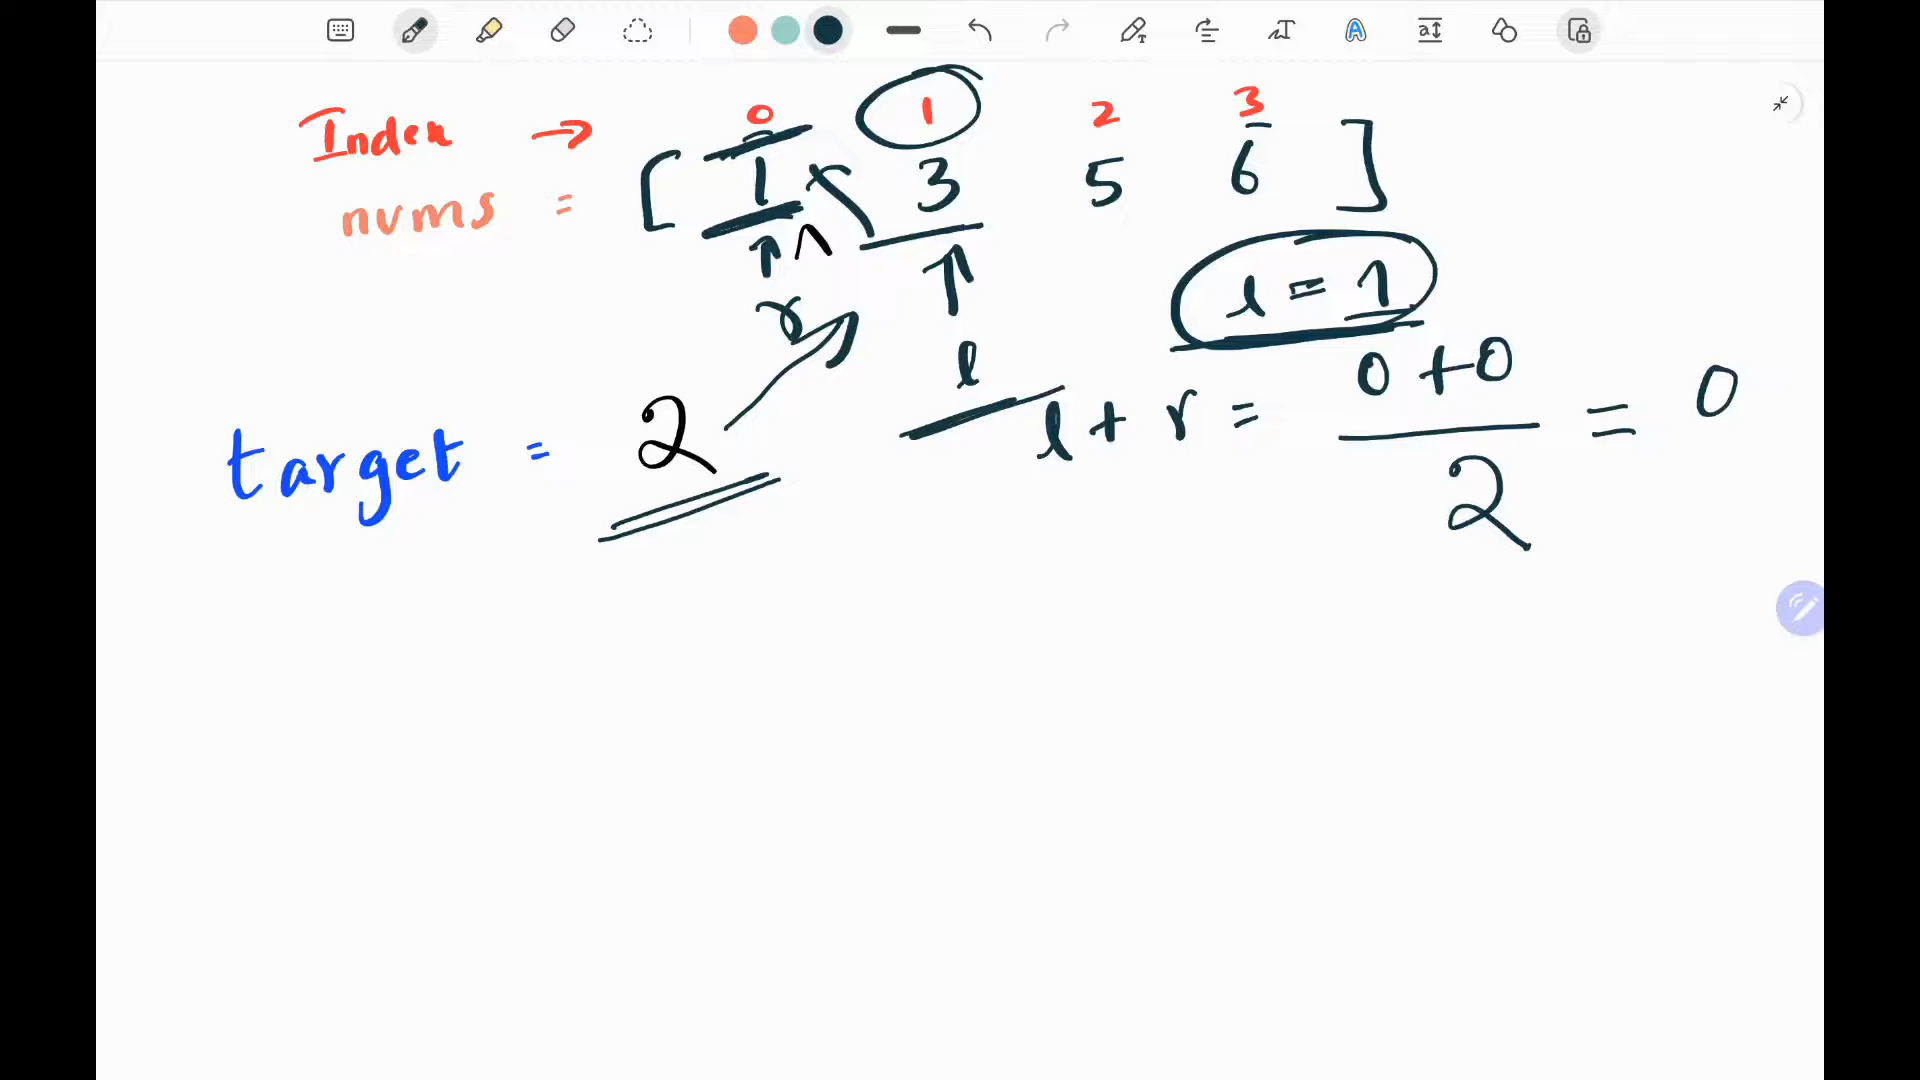 Index → 0 1 2 3
nums = [ 1 3 5 6 ]
r l
l = 1
target = 2
l + r = 0 + 0 / 2 = 0